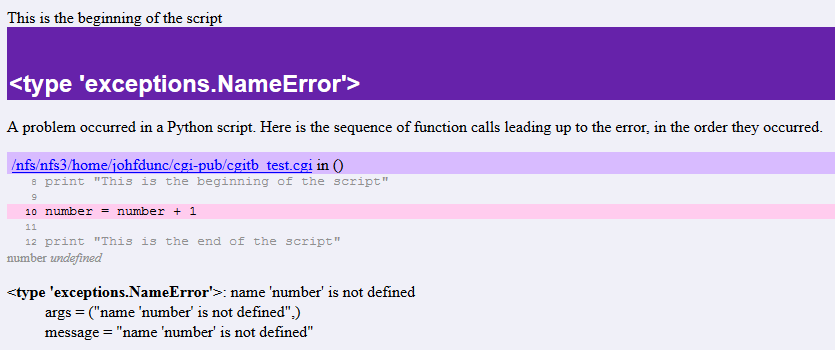 This is the beginning of the script
<type 'exceptions.NameError'>
A problem occurred in a Python script. Here is the sequence of function calls leading up to the error, in the order they occurred.
/nfs/nfs3/home/johfdunc/cgi-pub/cgitb_test.cgi in ()
8 print "This is the beginning of the script"
9
10 number = number + 1
11
12 print "This is the end of the script"
number undefined
<type 'exceptions.NameError'>: name 'number' is not defined
args = ("name 'number' is not defined",)
message = "name 'number' is not defined"